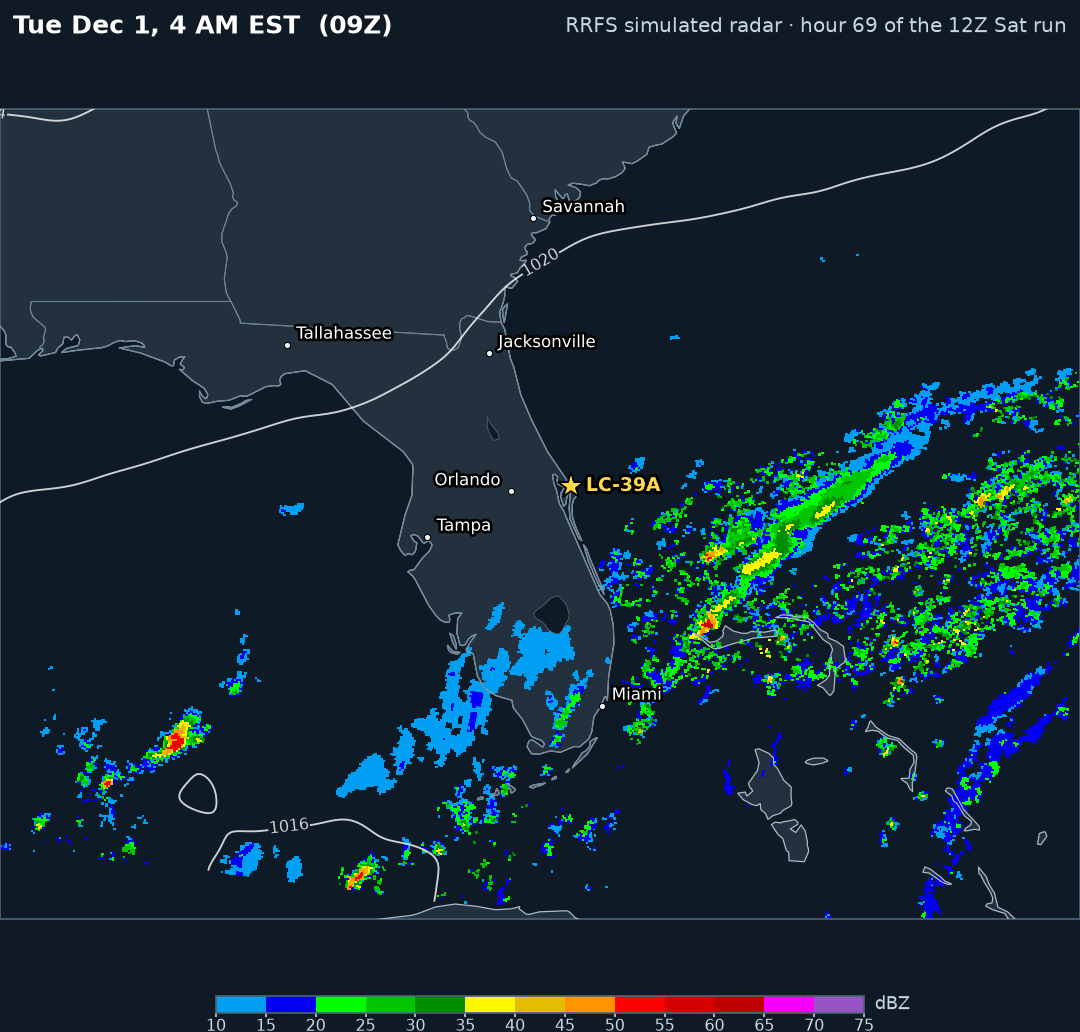 Tue Dec 1, 4 AM EST (09Z)
RRFS simulated radar · hour 69 of the 12Z Sat run
Savannah
1020
Tallahassee
Jacksonville
Orlando
LC-39A
Tampa
Miami
1016
dBZ
10 15 20 25 30 35 40 45 50 55 60 65 70 75